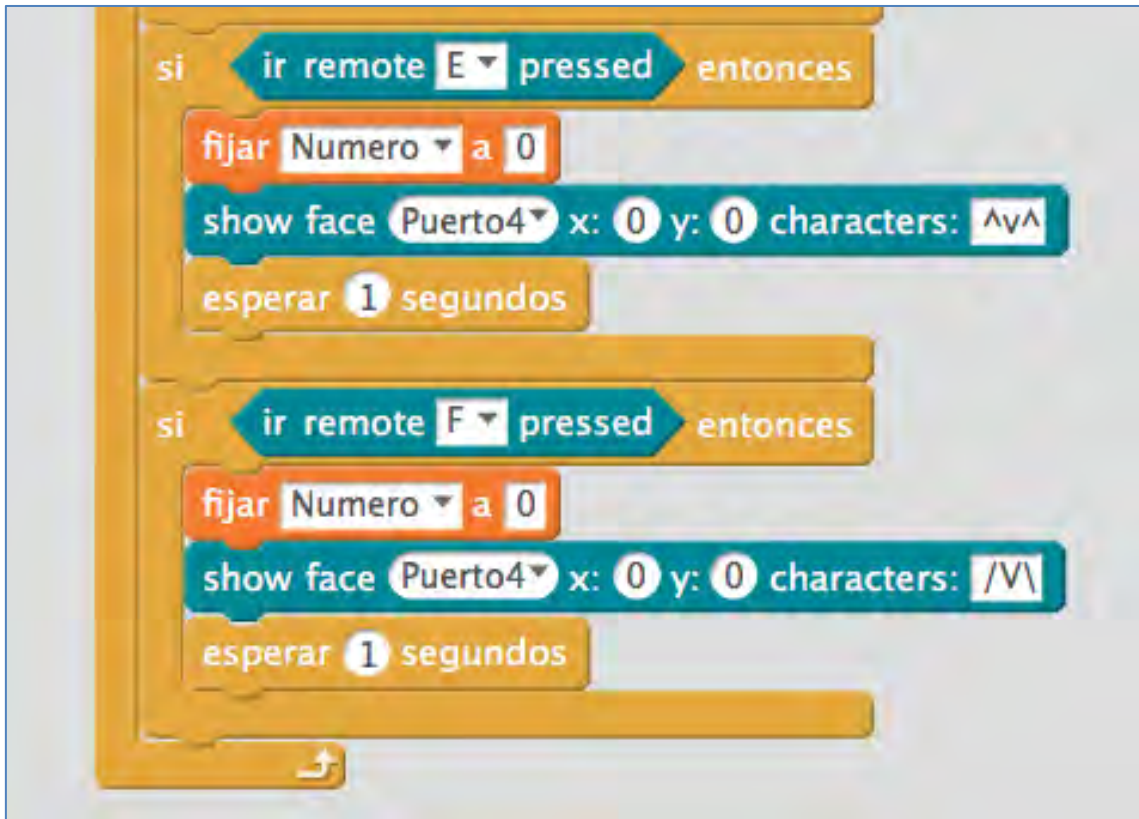 si ir remote E pressed entonces
fijar Numero a 0
show face Puerto4 x: 0 y: 0 characters: ^v^
esperar 1 segundos
si ir remote F pressed entonces
fijar Numero a 0
show face Puerto4 x: 0 y: 0 characters: /V\
esperar 1 segundos